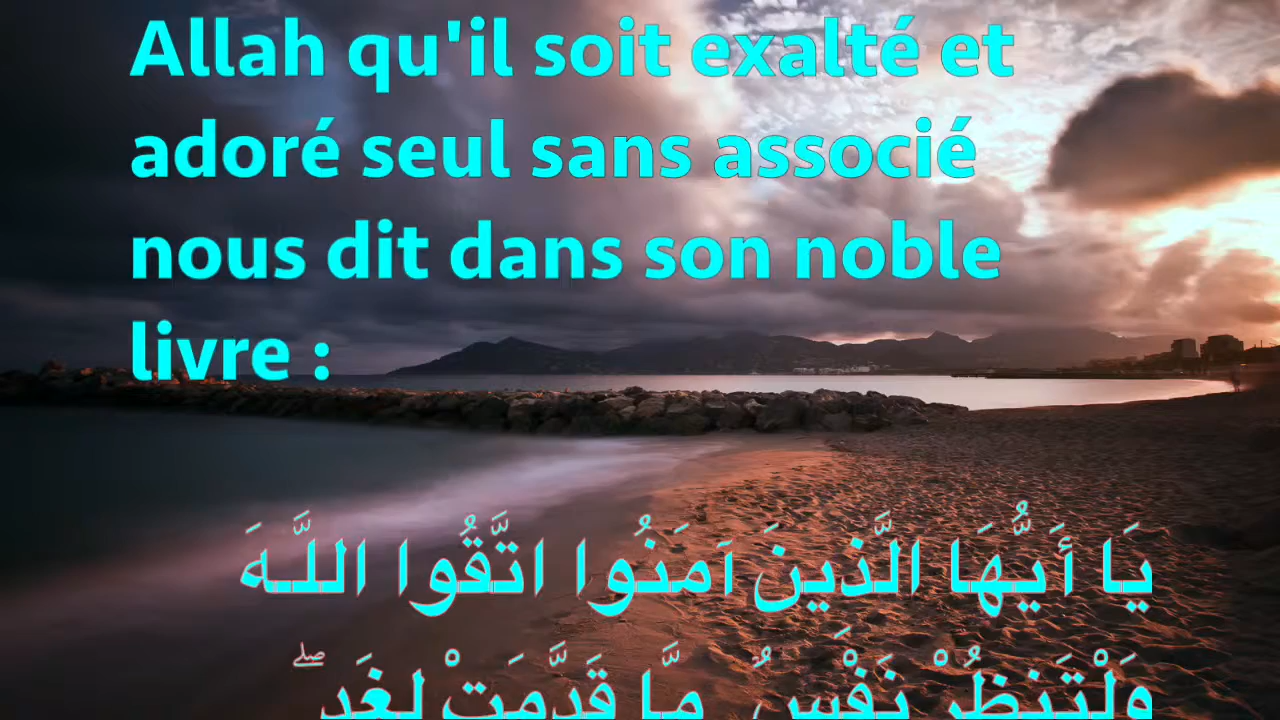 Allah qu'il soit exalté et
adoré seul sans associé
nous dit dans son noble
livre :
يَا أَيُّهَا الَّذِينَ آمَنُوا اتَّقُوا اللَّـهَ
وَلْتَنظُرْ نَفْسٌ مَّا قَدَّمَتْ لِغَدٍ ۖ